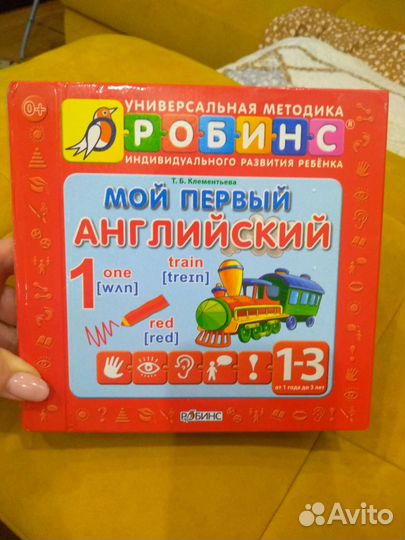 0+
УНИВЕРСАЛЬНАЯ МЕТОДИКА
РОБИНС®
ИНДИВИДУАЛЬНОГО РАЗВИТИЯ РЕБЁНКА
Т. Б. Клементьева
МОЙ ПЕРВЫЙ
АНГЛИЙСКИЙ
1 one
[wʌn]
train
[treɪn]
red
[red]
1-3
от 1 года до 3 лет
РОБИНС
Avito